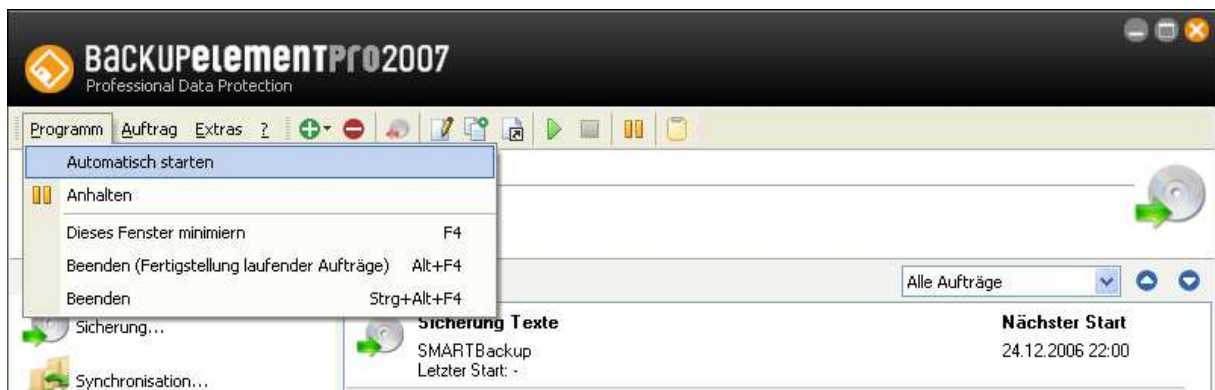 BaCKUPelementPro2007
Professional Data Protection
Programm Auftrag Extras ?
Automatisch starten
Anhalten
Dieses Fenster minimiern F4
Beenden (Fertigstellung laufender Aufträge) Alt+F4
Beenden Strg+Alt+F4
Alle Aufträge
Sicherung...
Synchronisation...
Sicherung Texte Nächster Start
SMARTBackup 24.12.2006 22:00
Letzter Start: -